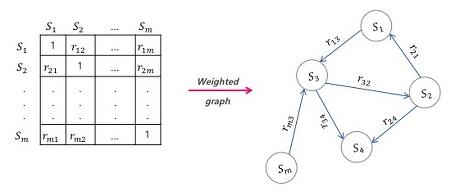 S₁ S₂ ... Sₘ
S₁ 1 r₁₂ ... r₁ₘ
S₂ r₂₁ 1 ... r₂ₘ
. . . .
. . . .
. . . .
Sₘ rₘ₁ rₘ₂ ... 1
Weighted
graph
S₁
r₁₃
r₂₁
S₃
r₃₂
S₂
rₘ₃
r₃₄
r₂₄
S₄
Sₘ